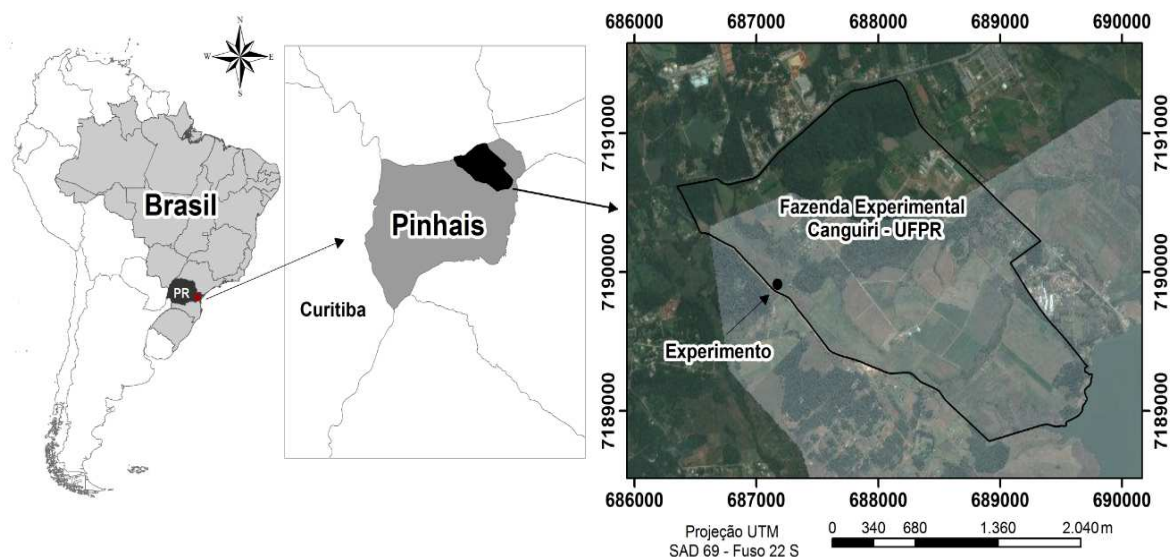 N
W
E
S
Brasil
PR
Pinhais
Curitiba
686000 687000 688000 689000 690000
7191000
7190000
7189000
Fazenda Experimental
Canguiri - UFPR
Experimento
7191000
7190000
7189000
686000 687000 688000 689000 690000
Projeção UTM
SAD 69 - Fuso 22 S
0 340 680 1.360 2.040 m